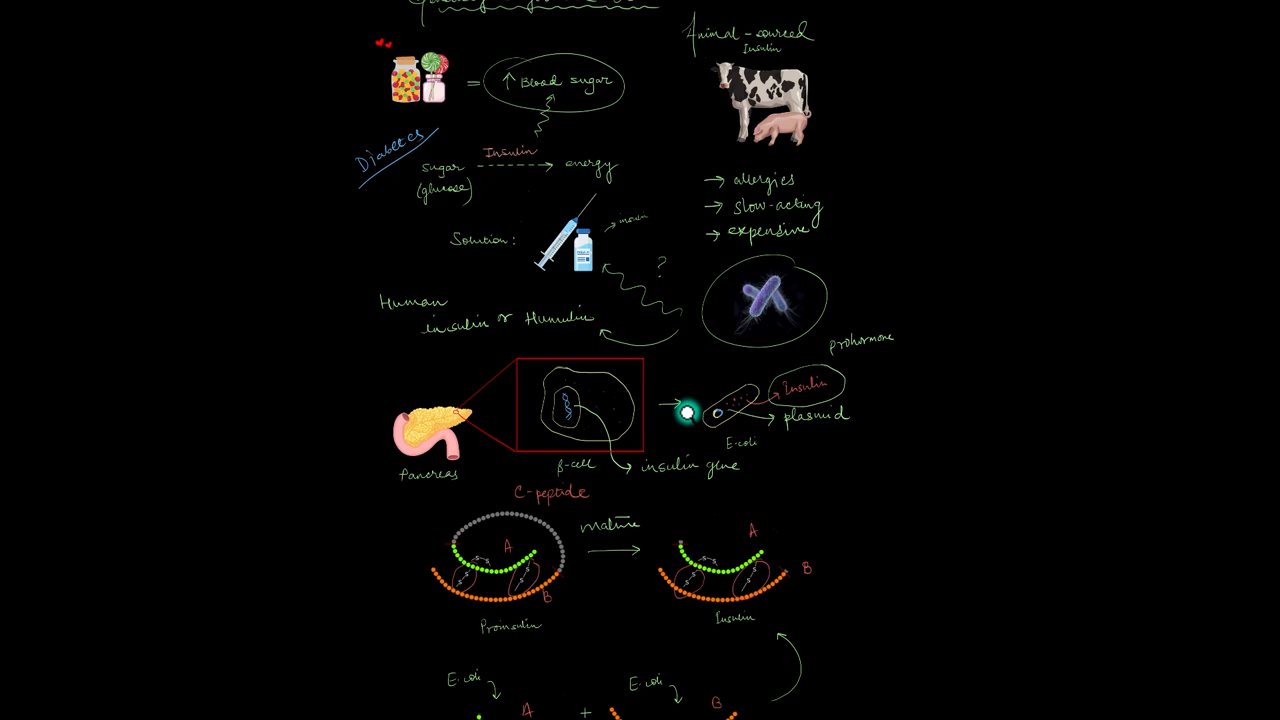 Animal-sourced
Insulin
= ↑ Blood sugar
Diabetes
Insulin
sugar → energy
(glucose)
→ allergies
→ slow-acting
→ expensive
Solution:
→ insulin
?
Human
insulin or Humulin
prohormone
Insulin
→ plasmid
E-coli
Pancreas
β-cell
→ insulin gene
C-peptide
mature
A
A
B
B
S S
S S
S S
S S
S S
S S
Proinsulin
Insulin
E-coli
E-coli
A + B